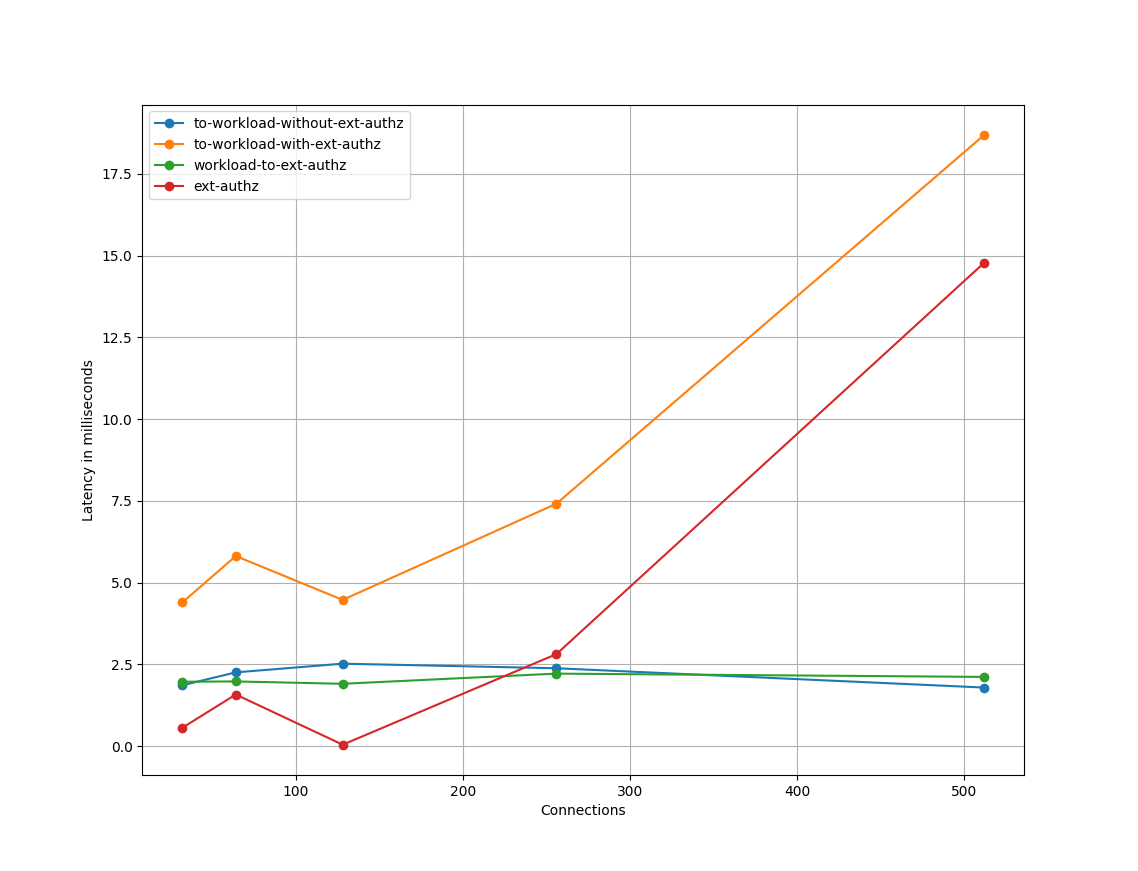 to-workload-without-ext-authz
to-workload-with-ext-authz
workload-to-ext-authz
ext-authz
17.5
15.0
12.5
10.0
7.5
5.0
2.5
0.0
Latency in milliseconds
100 200 300 400 500
Connections